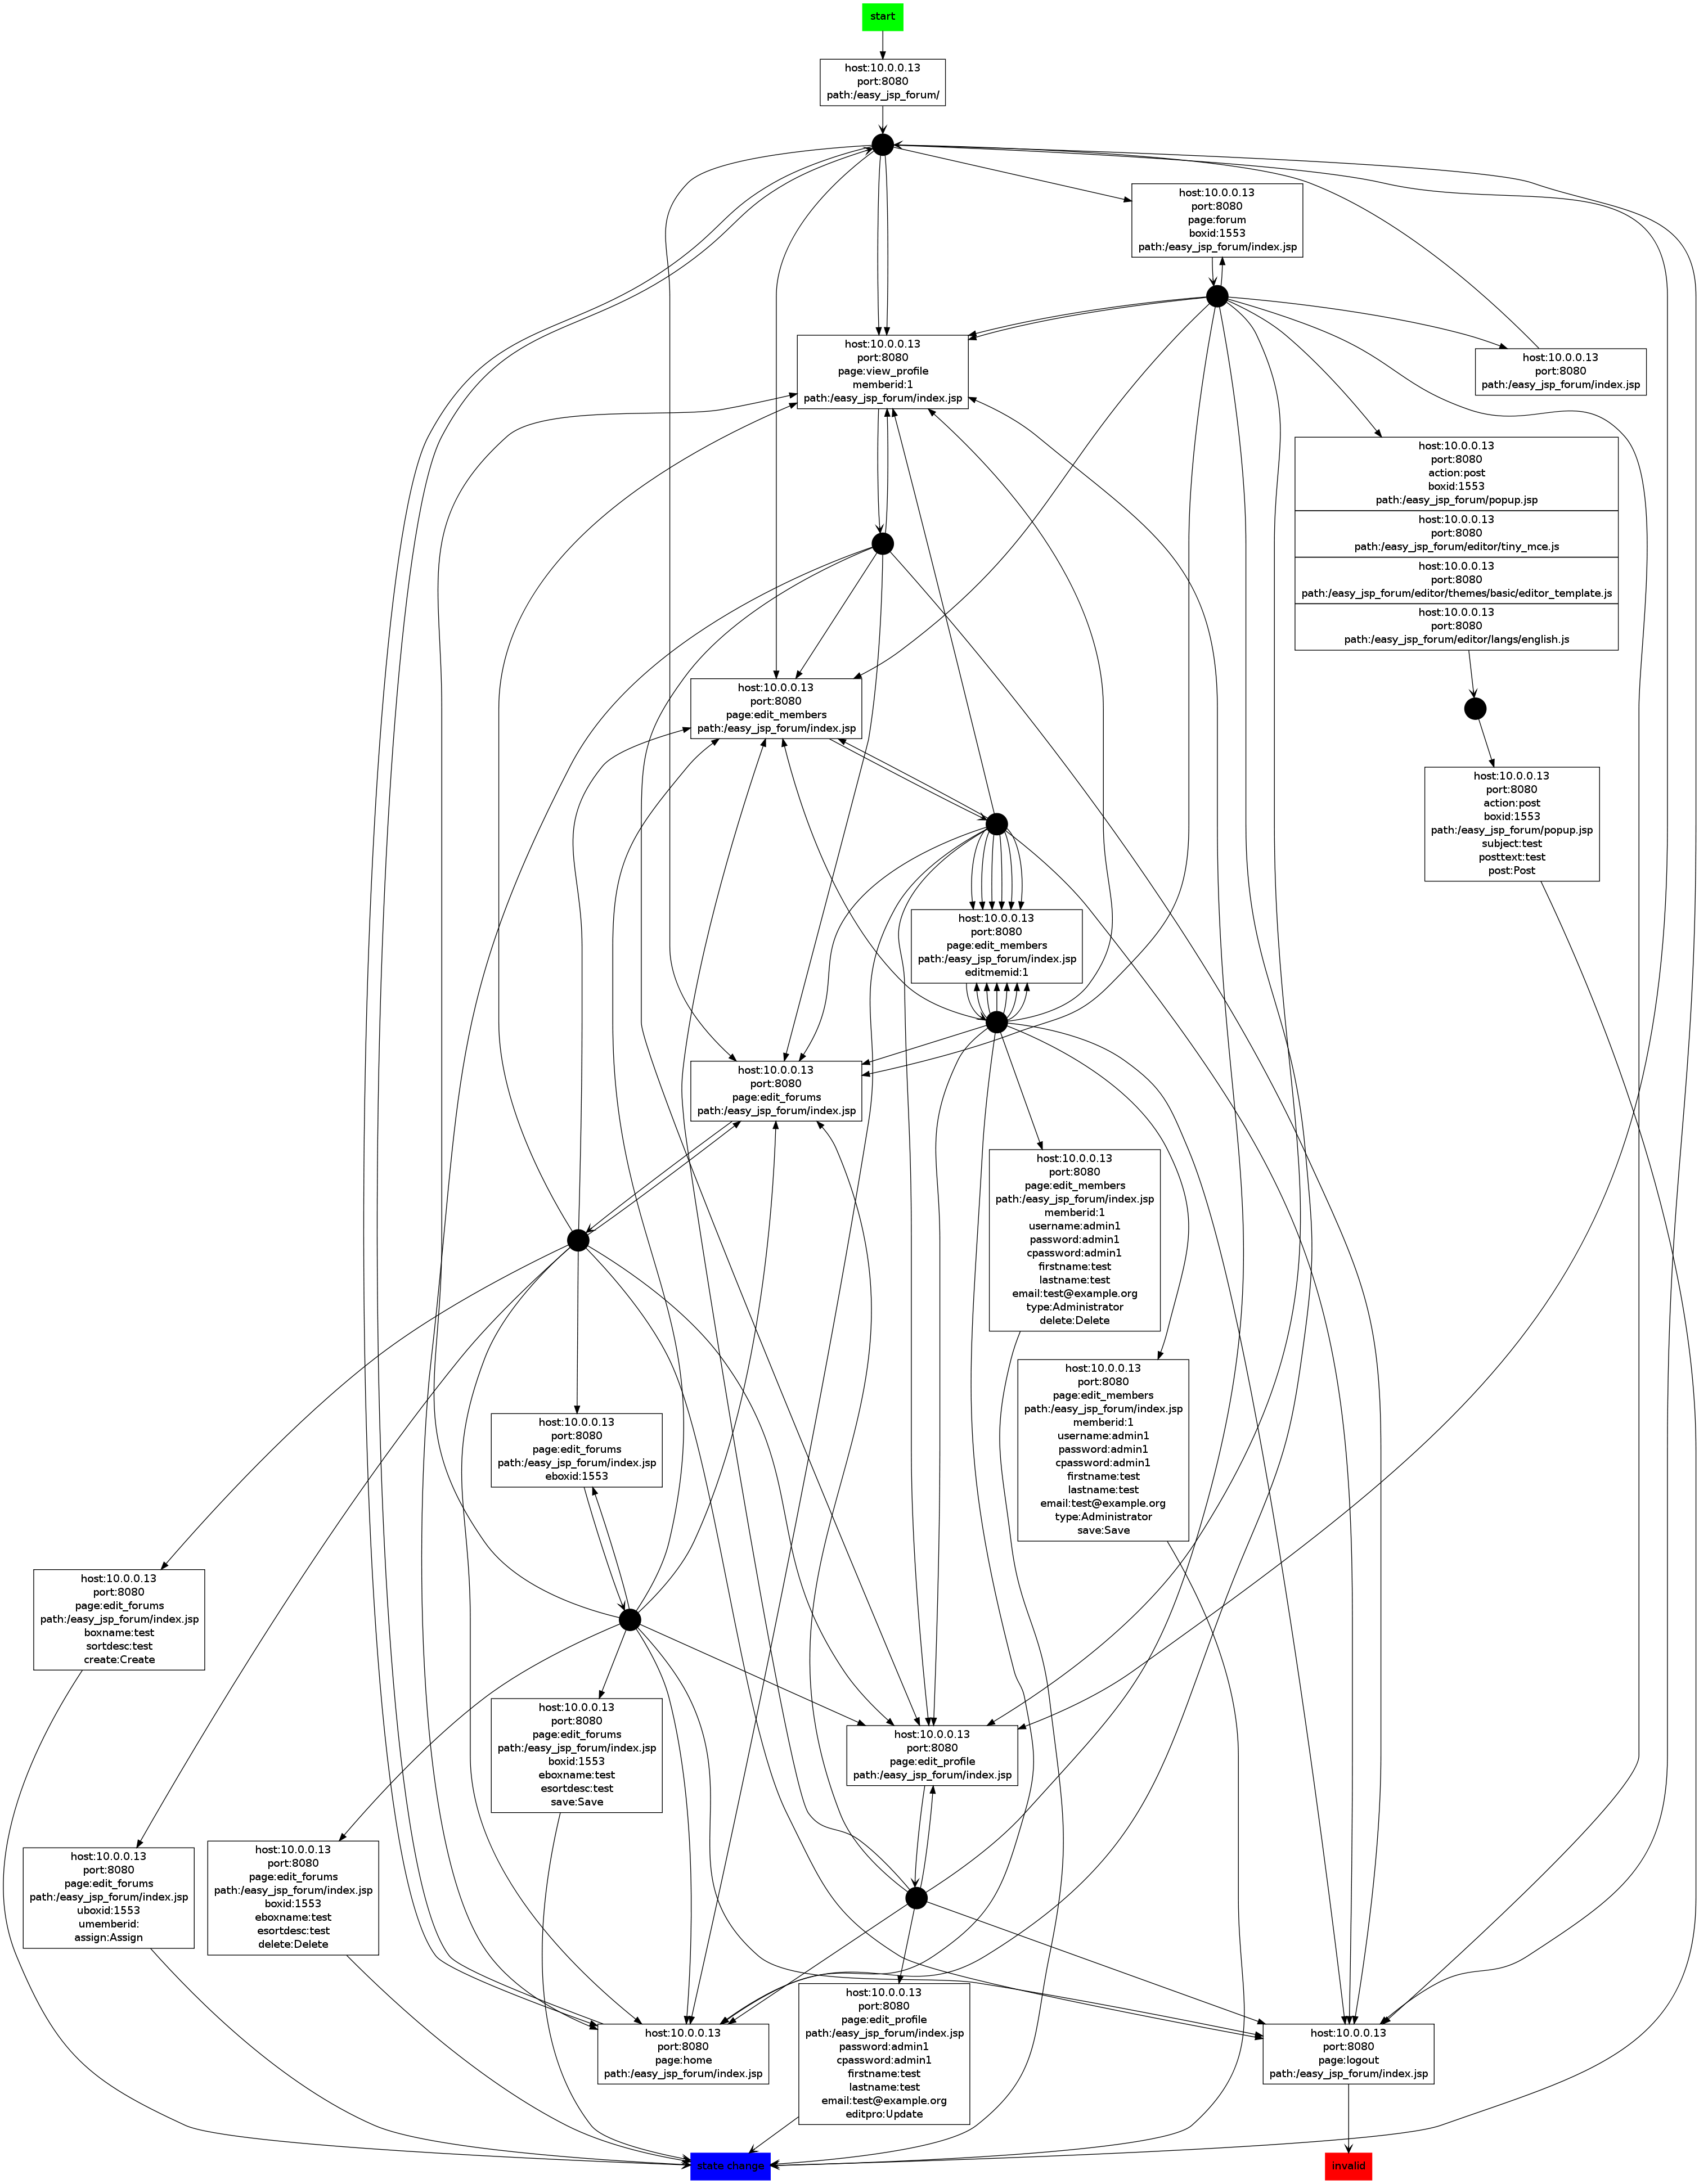 start
host:10.0.0.13
port:8080
path:/easy_jsp_forum/
host:10.0.0.13
port:8080
page:forum
boxid:1553
path:/easy_jsp_forum/index.jsp
host:10.0.0.13
port:8080
page:view_profile
memberid:1
path:/easy_jsp_forum/index.jsp
host:10.0.0.13
port:8080
path:/easy_jsp_forum/index.jsp
host:10.0.0.13
port:8080
action:post
boxid:1553
path:/easy_jsp_forum/popup.jsp
host:10.0.0.13
port:8080
path:/easy_jsp_forum/editor/tiny_mce.js
host:10.0.0.13
port:8080
path:/easy_jsp_forum/editor/themes/basic/editor_template.js
host:10.0.0.13
port:8080
path:/easy_jsp_forum/editor/langs/english.js
host:10.0.0.13
port:8080
page:edit_members
path:/easy_jsp_forum/index.jsp
host:10.0.0.13
port:8080
action:post
boxid:1553
path:/easy_jsp_forum/popup.jsp
subject:test
posttext:test
post:Post
host:10.0.0.13
port:8080
page:edit_members
path:/easy_jsp_forum/index.jsp
editmemid:1
host:10.0.0.13
port:8080
page:edit_forums
path:/easy_jsp_forum/index.jsp
host:10.0.0.13
port:8080
page:edit_members
path:/easy_jsp_forum/index.jsp
memberid:1
username:admin1
password:admin1
cpassword:admin1
firstname:test
lastname:test
email:test@example.org
type:Administrator
delete:Delete
host:10.0.0.13
port:8080
page:edit_members
path:/easy_jsp_forum/index.jsp
memberid:1
username:admin1
password:admin1
cpassword:admin1
firstname:test
lastname:test
email:test@example.org
type:Administrator
save:Save
host:10.0.0.13
port:8080
page:edit_forums
path:/easy_jsp_forum/index.jsp
eboxid:1553
host:10.0.0.13
port:8080
page:edit_forums
path:/easy_jsp_forum/index.jsp
boxname:test
sortdesc:test
create:Create
host:10.0.0.13
port:8080
page:edit_forums
path:/easy_jsp_forum/index.jsp
boxid:1553
eboxname:test
esortdesc:test
save:Save
host:10.0.0.13
port:8080
page:edit_profile
path:/easy_jsp_forum/index.jsp
host:10.0.0.13
port:8080
page:edit_forums
path:/easy_jsp_forum/index.jsp
uboxid:1553
umemberid:
assign:Assign
host:10.0.0.13
port:8080
page:edit_forums
path:/easy_jsp_forum/index.jsp
boxid:1553
eboxname:test
esortdesc:test
delete:Delete
host:10.0.0.13
port:8080
page:home
path:/easy_jsp_forum/index.jsp
host:10.0.0.13
port:8080
page:edit_profile
path:/easy_jsp_forum/index.jsp
password:admin1
cpassword:admin1
firstname:test
lastname:test
email:test@example.org
editpro:Update
host:10.0.0.13
port:8080
page:logout
path:/easy_jsp_forum/index.jsp
state change
invalid